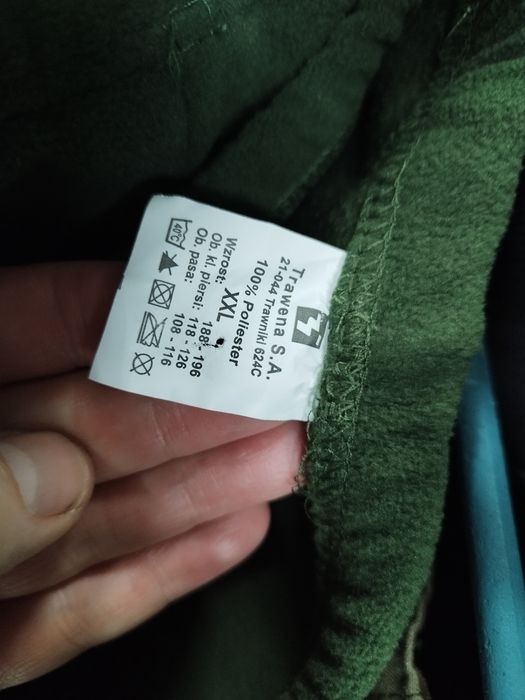 Trawena S.A.
21-044 Trawniki 624C
100% Poliester
XXL
Wzrost: 188 - 196
Ob. kl. piersi: 118 - 126
Ob. pasa: 108 - 116
40°C